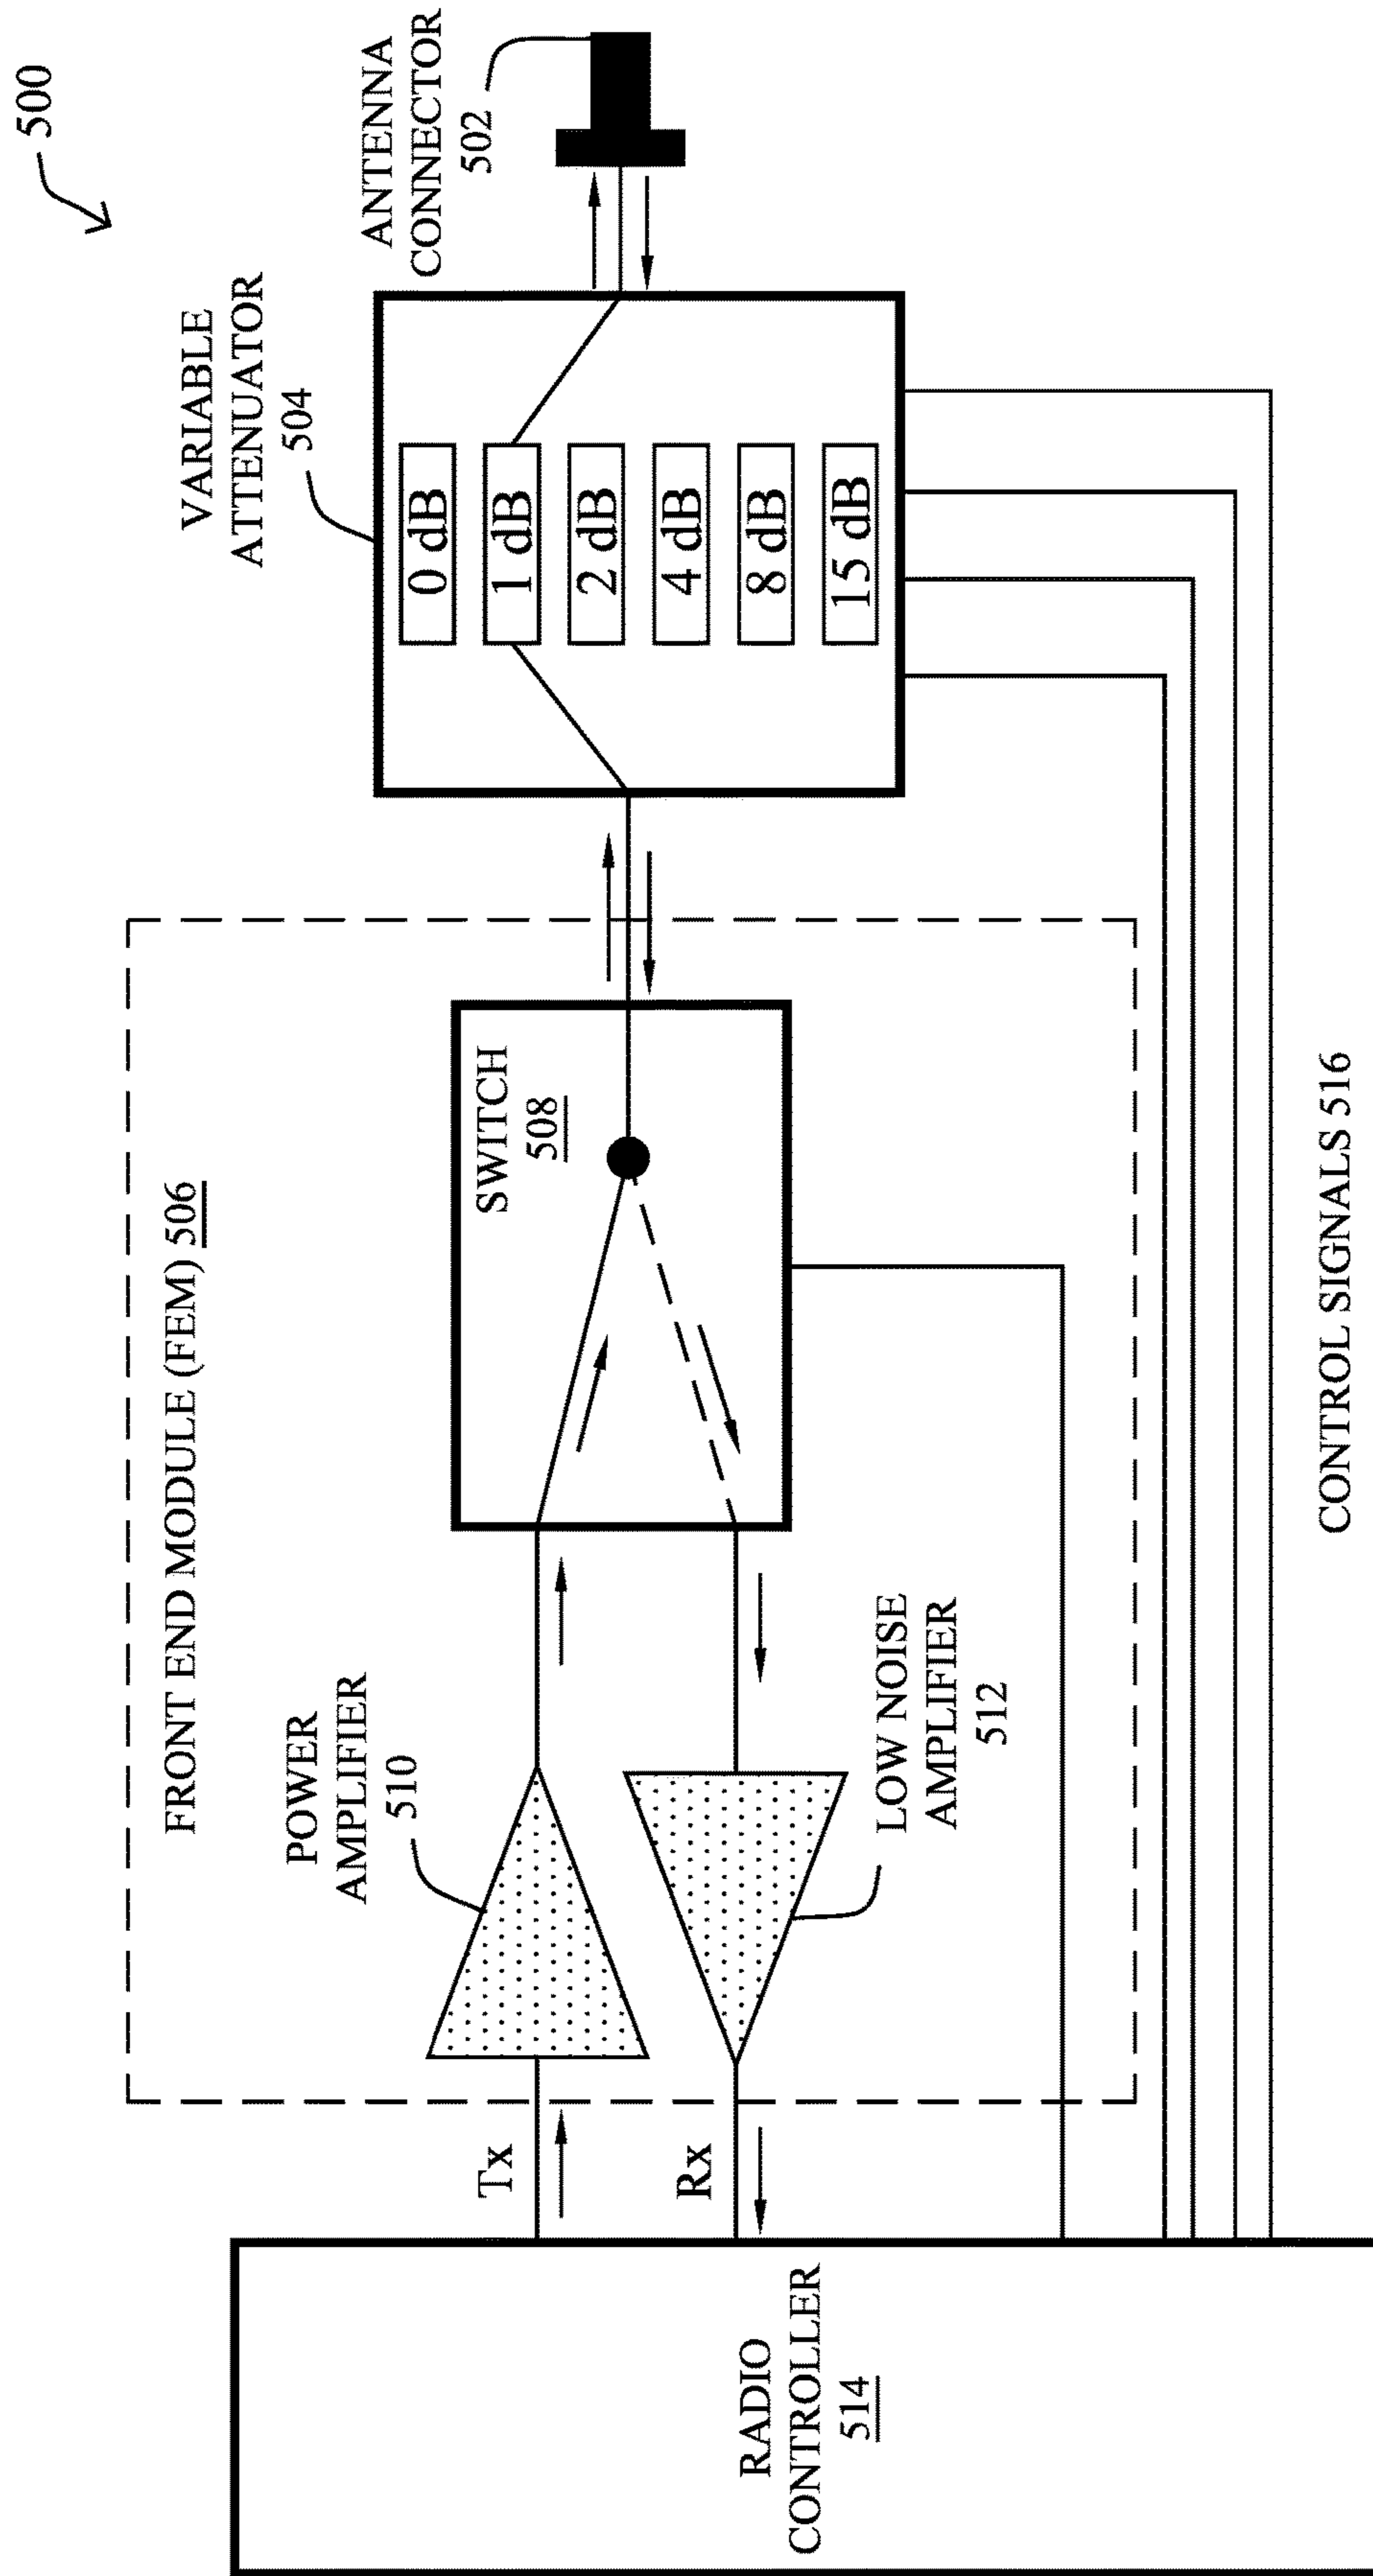 500
FRONT END MODULE (FEM) 506
POWER
AMPLIFIER
510
SWITCH
508
VARIABLE
ATTENUATOR
504
ANTENNA
CONNECTOR
502
0 dB
1 dB
2 dB
4 dB
8 dB
15 dB
Tx
Rx
LOW NOISE
AMPLIFIER
512
RADIO
CONTROLLER
514
CONTROL SIGNALS 516